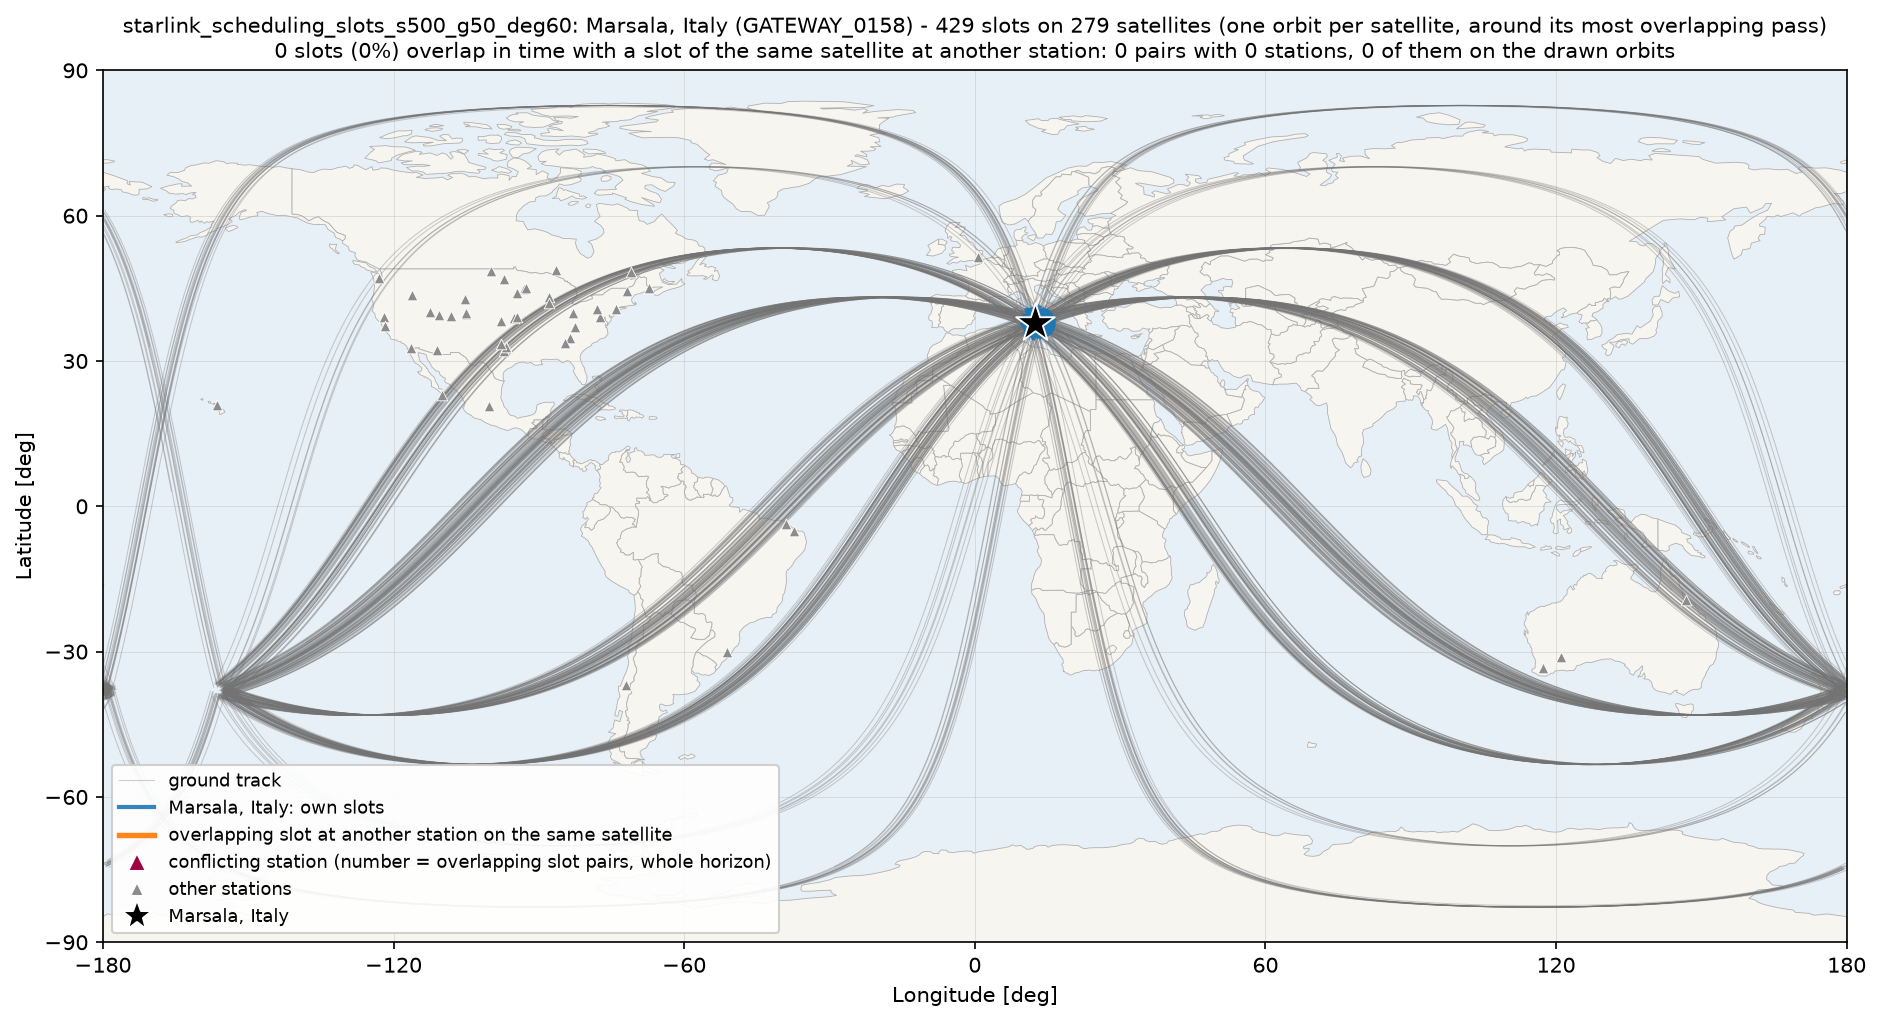 starlink_scheduling_slots_s500_g50_deg60: Marsala, Italy (GATEWAY_0158) - 429 slots on 279 satellites (one orbit per satellite, around its most overlapping pass)
0 slots (0%) overlap in time with a slot of the same satellite at another station: 0 pairs with 0 stations, 0 of them on the drawn orbits
90
60
30
0
−30
−60
−90
Latitude [deg]
ground track
Marsala, Italy: own slots
overlapping slot at another station on the same satellite
conflicting station (number = overlapping slot pairs, whole horizon)
other stations
Marsala, Italy
−180
−120
−60
0
60
120
180
Longitude [deg]